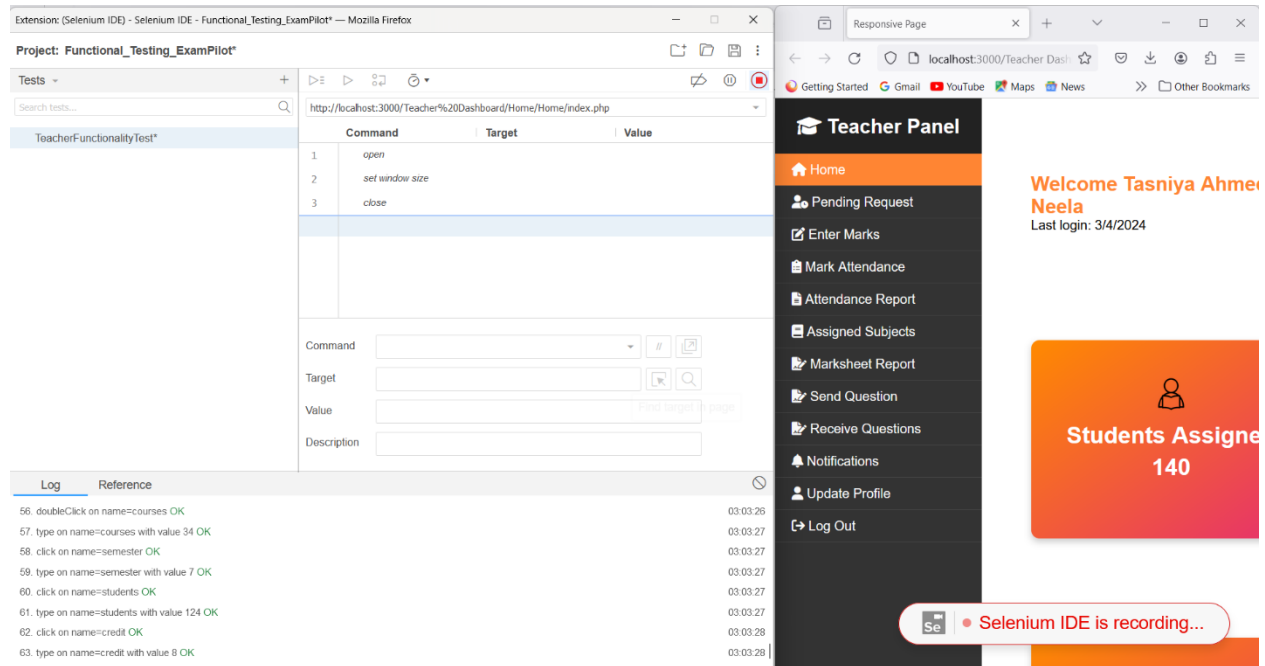 Extension: (Selenium IDE) - Selenium IDE - Functional_Testing_ExamPilot* — Mozilla Firefox
Project: Functional_Testing_ExamPilot*
Tests
Search tests...
TeacherFunctionalityTest*
http://localhost:3000/Teacher%20Dashboard/Home/Home/index.php
Command Target Value
1 open
2 set window size
3 close
Command
//
Target
Value
Find target in page
Description
Log Reference
56. doubleClick on name=courses OK 03:03:26
57. type on name=courses with value 34 OK 03:03:27
58. click on name=semester OK 03:03:27
59. type on name=semester with value 7 OK 03:03:27
60. click on name=students OK 03:03:27
61. type on name=students with value 124 OK 03:03:27
62. click on name=credit OK 03:03:28
63. type on name=credit with value 8 OK 03:03:28
Responsive Page
localhost:3000/Teacher Dash
Getting Started Gmail YouTube Maps News Other Bookmarks
Teacher Panel
Home
Pending Request
Enter Marks
Mark Attendance
Attendance Report
Assigned Subjects
Marksheet Report
Send Question
Receive Questions
Notifications
Update Profile
Log Out
Welcome Tasniya Ahme
Neela
Last login: 3/4/2024
Students Assigne
140
Se Selenium IDE is recording...